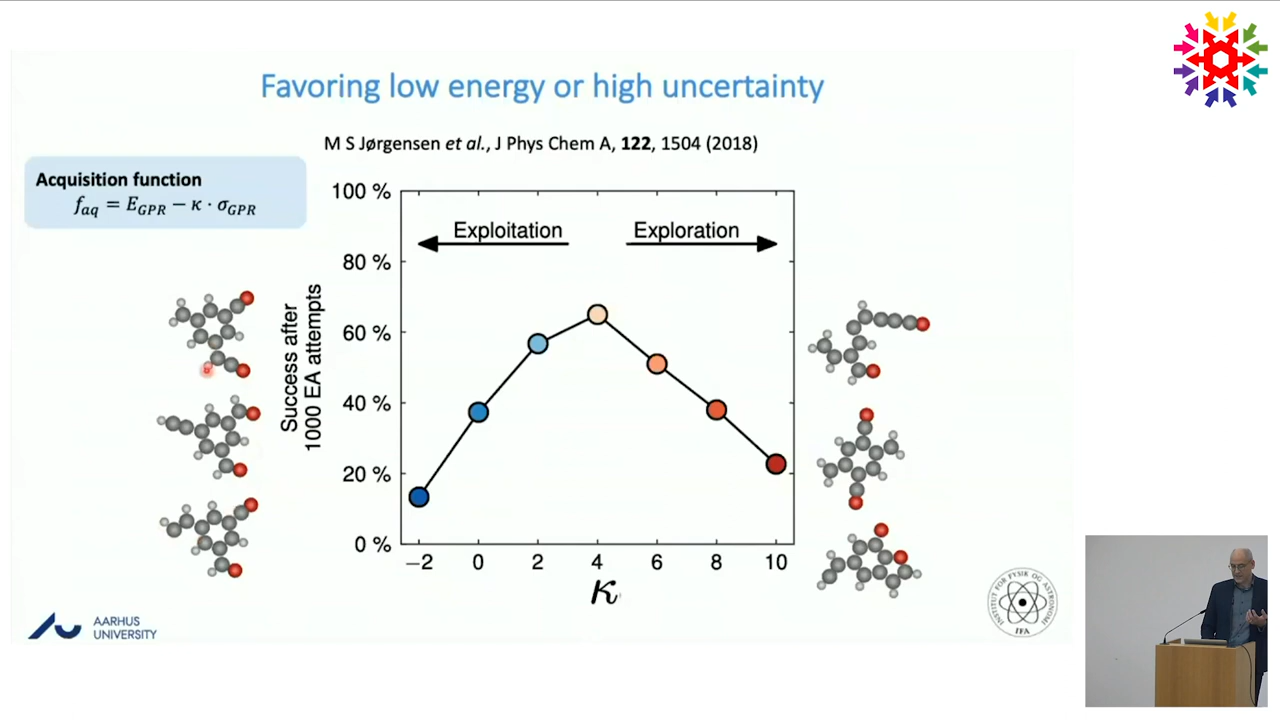 Favoring low energy or high uncertainty
M S Jørgensen et al., J Phys Chem A, 122, 1504 (2018)
Acquisition function
f_aq = E_GPR − κ · σ_GPR
100 %
80 %
60 %
40 %
20 %
0 %
Success after
1000 EA attempts
Exploitation
Exploration
−2 0 2 4 6 8 10
κ
AARHUS
UNIVERSITY
INSTITUT FOR FYSIK OG ASTRONOMI
IFA